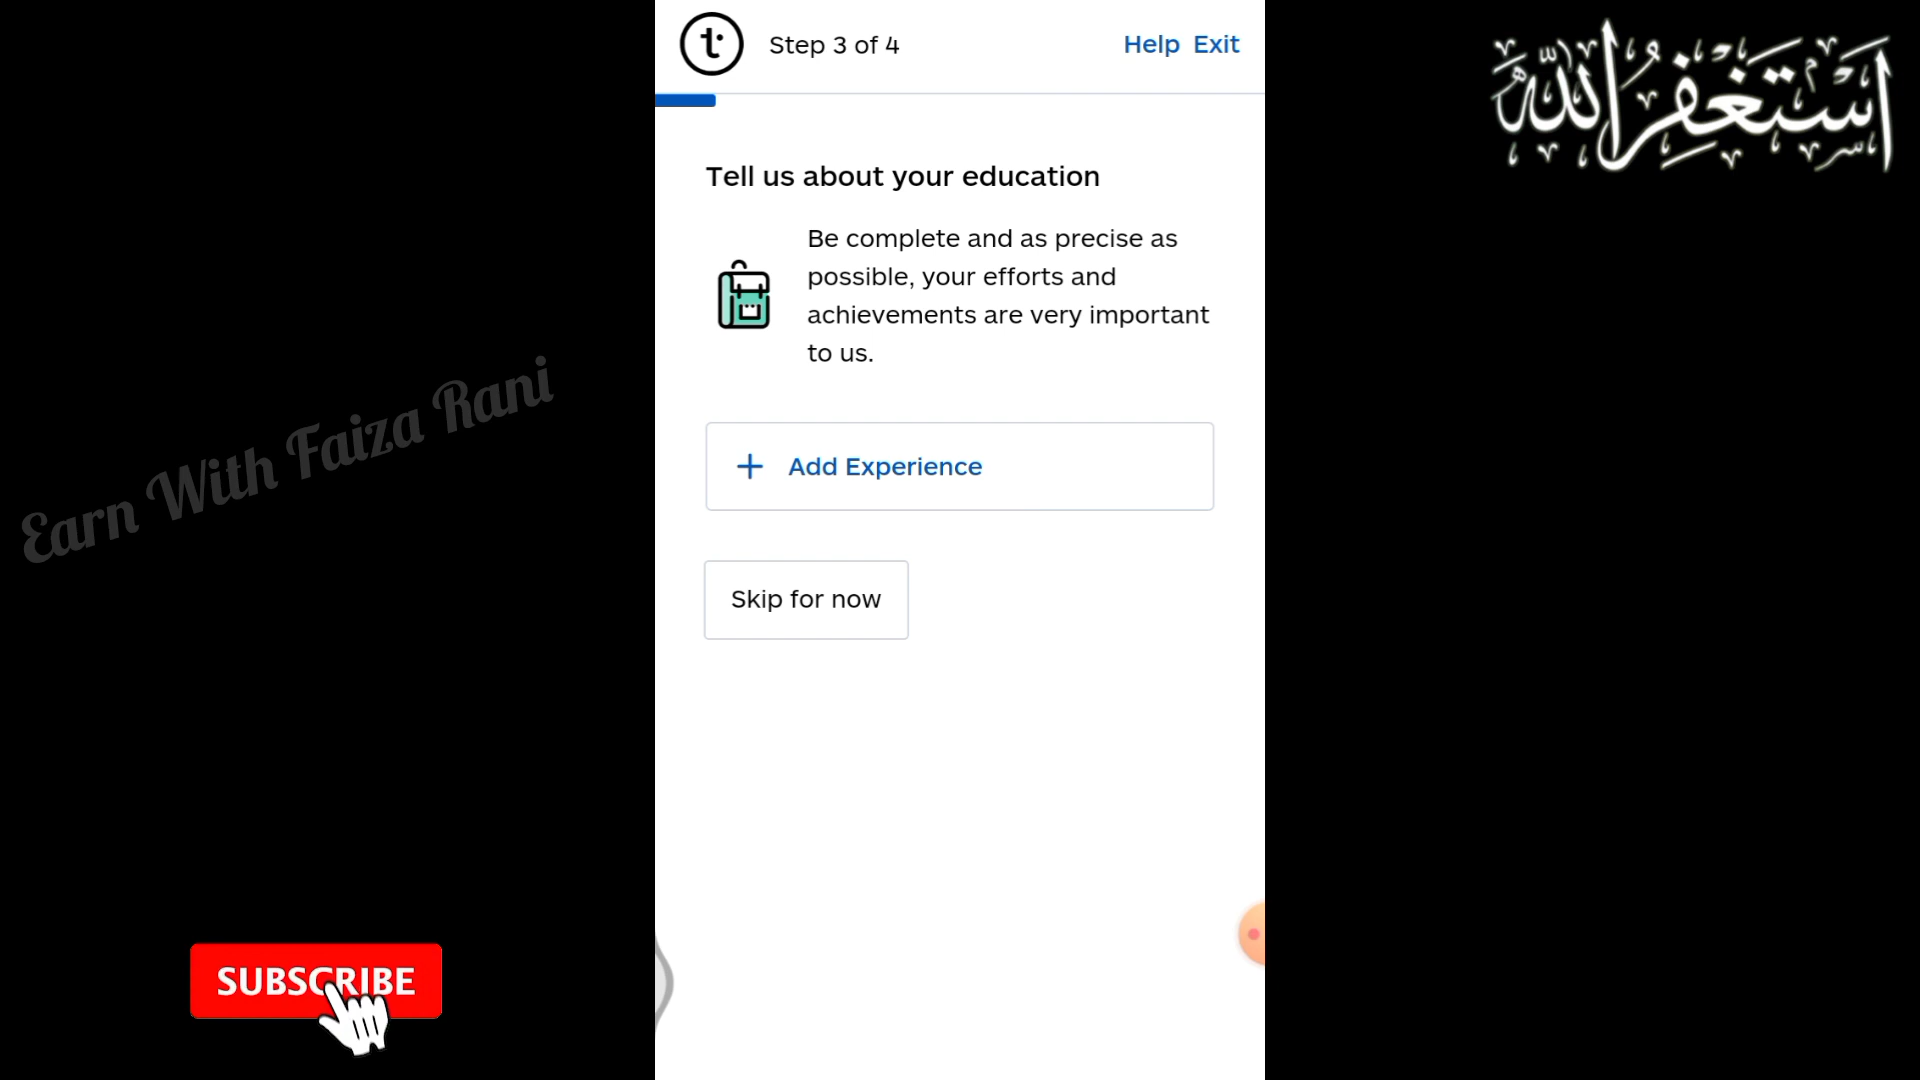 Step 3 of 4
Help Exit
أستغفر الله
Tell us about your education
Be complete and as precise as
possible, your efforts and
achievements are very important
to us.
Add Experience
Skip for now
Earn With Faiza Rani
SUBSCRIBE